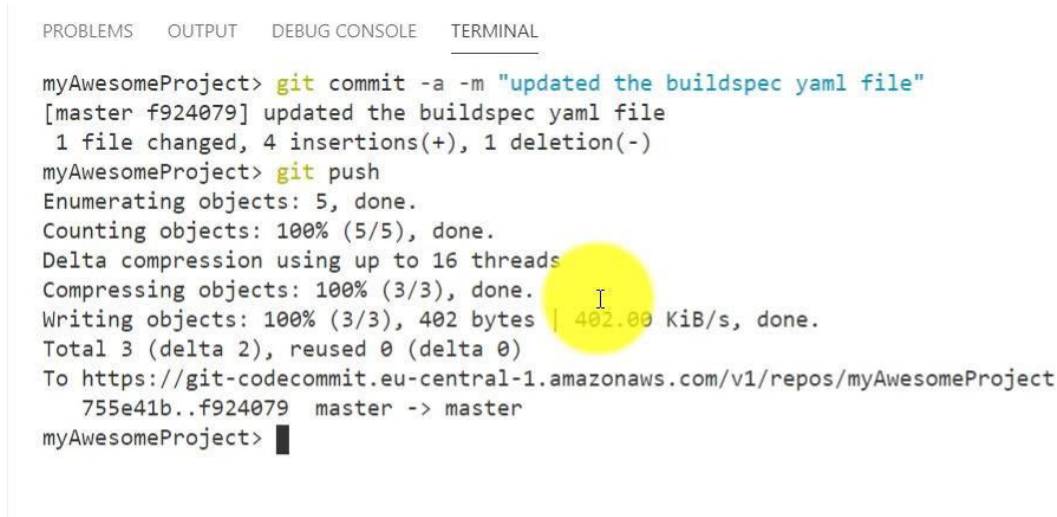 PROBLEMS OUTPUT DEBUG CONSOLE TERMINAL
myAwesomeProject> git commit -a -m "updated the buildspec yaml file"
[master f924079] updated the buildspec yaml file
 1 file changed, 4 insertions(+), 1 deletion(-)
myAwesomeProject> git push
Enumerating objects: 5, done.
Counting objects: 100% (5/5), done.
Delta compression using up to 16 threads
Compressing objects: 100% (3/3), done.
Writing objects: 100% (3/3), 402 bytes | 402.00 KiB/s, done.
Total 3 (delta 2), reused 0 (delta 0)
To https://git-codecommit.eu-central-1.amazonaws.com/v1/repos/myAwesomeProject
   755e41b..f924079  master -> master
myAwesomeProject>